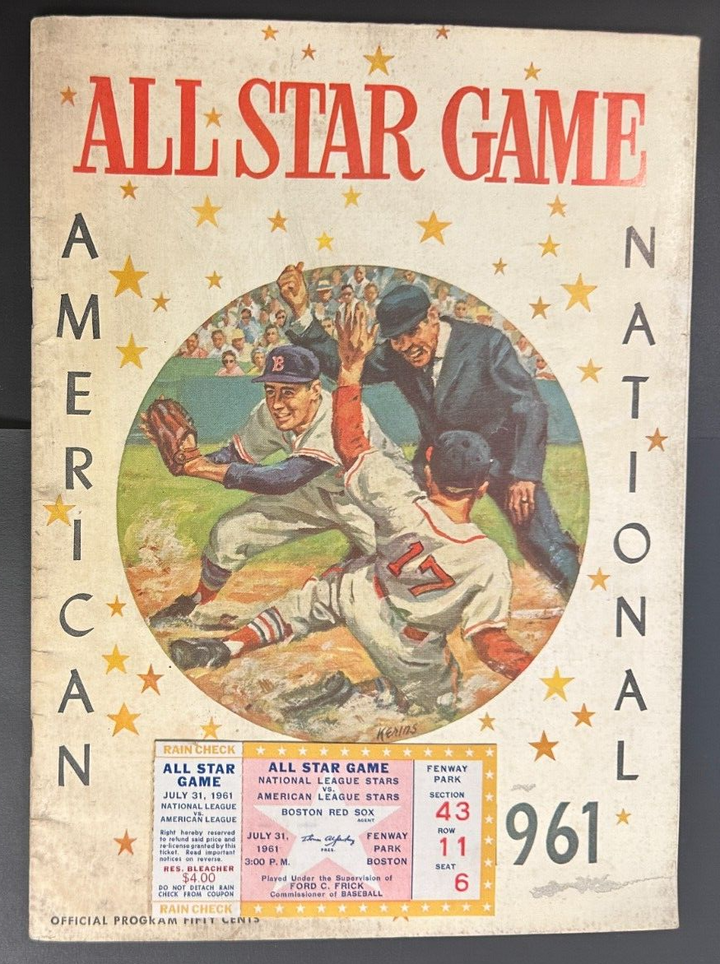 ALL STAR GAME
AMERICAN
NATIONAL
B
17
KERINS
RAIN CHECK
ALL STAR
GAME
JULY 31, 1961
NATIONAL LEAGUE
VS.
AMERICAN LEAGUE
Right hereby reserved
to refund said price and
re-license granted by this
ticket. Read important
notices on reverse.
RES. BLEACHER
$4.00
DO NOT DETACH RAIN
CHECK FROM COUPON
RAIN CHECK
ALL STAR GAME
NATIONAL LEAGUE STARS
VS.
AMERICAN LEAGUE STARS
BOSTON RED SOX
AGENT
JULY 31,
1961
3:00 P. M.
PRES.
FENWAY
PARK
BOSTON
Played Under the Supervision of
FORD C. FRICK
Commissioner of BASEBALL
FENWAY
PARK
SECTION
43
ROW
11
SEAT
6
961
OFFICIAL PROGRAM FIFTY CENTS